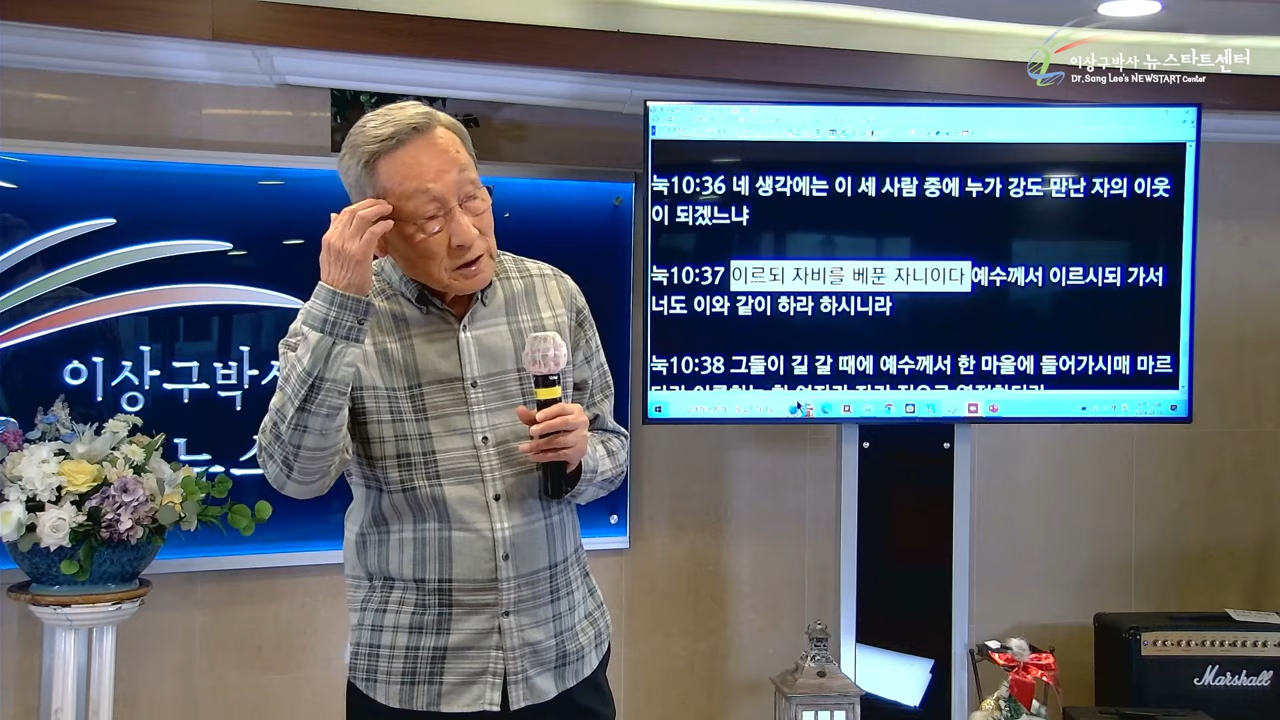 이상구박사 뉴스타트센터
Dr. Sang Lee's NEWSTART Center
눅10:36 네 생각에는 이 세 사람 중에 누가 강도 만난 자의 이웃
이 되겠느냐
눅10:37 이르되 자비를 베푼 자니이다 예수께서 이르시되 가서
너도 이와 같이 하라 하시니라
눅10:38 그들이 길 갈 때에 예수께서 한 마을에 들어가시매 마르
이상구박사
뉴스
Marshall